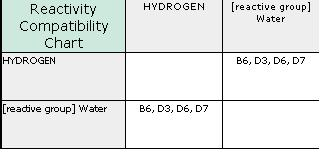 Reactivity
Compatibility
Chart
HYDROGEN
[reactive group]
Water
HYDROGEN
B6, D3, D6, D7
[reactive group] Water
B6, D3, D6, D7